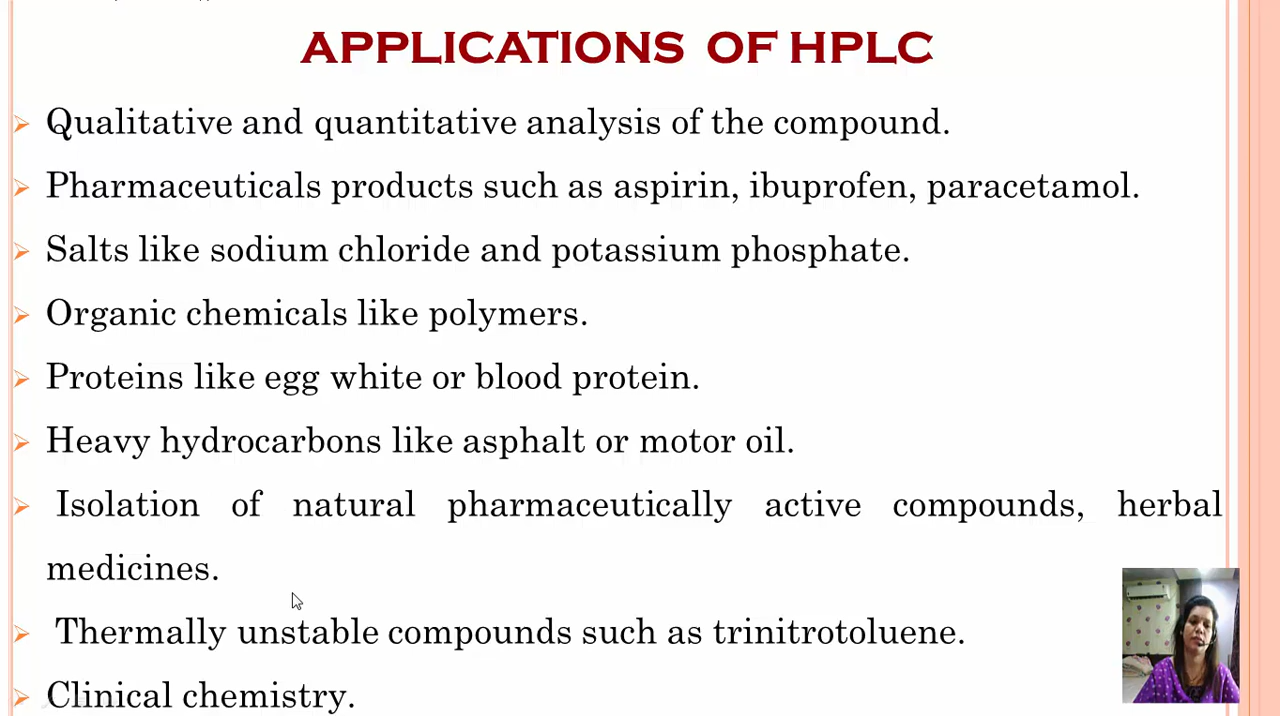 APPLICATIONS OF HPLC
Qualitative and quantitative analysis of the compound.
Pharmaceuticals products such as aspirin, ibuprofen, paracetamol.
Salts like sodium chloride and potassium phosphate.
Organic chemicals like polymers.
Proteins like egg white or blood protein.
Heavy hydrocarbons like asphalt or motor oil.
Isolation of natural pharmaceutically active compounds, herbal
medicines.
Thermally unstable compounds such as trinitrotoluene.
Clinical chemistry.